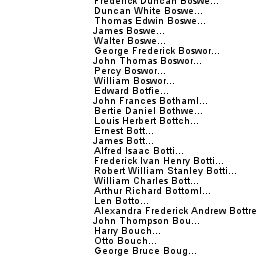 Frederick Duncan Boswe...
Duncan White Boswe...
Thomas Edwin Boswe...
James Boswe...
Walter Boswe...
George Frederick Boswor...
John Thomas Boswor...
Percy Boswor...
William Boswor...
Edward Botfie...
John Frances Bothaml...
Bertie Daniel Bothwe...
Louis Herbert Bottch...
Ernest Bott...
James Bott...
Alfred Isaac Botti...
Frederick Ivan Henry Botti...
Robert William Stanley Botti...
William Charles Bott...
Arthur Richard Bottoml...
Len Botto...
Alexandra Frederick Andrew Bottre
John Thompson Bou...
Harry Bouch...
Otto Bouch...
George Bruce Boug...